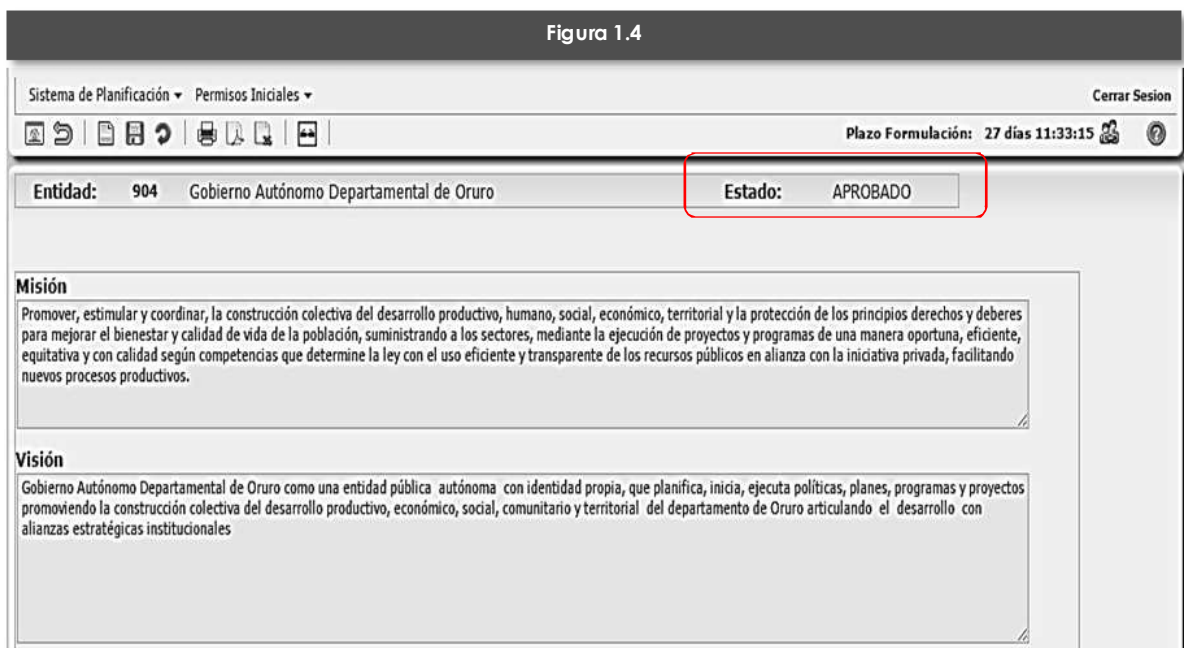 Figura 1.4
Sistema de Planificación Permisos Iniciales Cerrar Sesion
Plazo Formulación: 27 días 11:33:15
Entidad: 904 Gobierno Autónomo Departamental de Oruro Estado: APROBADO
Misión
Promover, estimular y coordinar, la construcción colectiva del desarrollo productivo, humano, social, económico, territorial y la protección de los principios derechos y deberes
para mejorar el bienestar y calidad de vida de la población, suministrando a los sectores, mediante la ejecución de proyectos y programas de una manera oportuna, eficiente,
equitativa y con calidad según competencias que determine la ley con el uso eficiente y transparente de los recursos públicos en alianza con la iniciativa privada, facilitando
nuevos procesos productivos.
Visión
Gobierno Autónomo Departamental de Oruro como una entidad pública autónoma con identidad propia, que planifica, inicia, ejecuta políticas, planes, programas y proyectos
promoviendo la construcción colectiva del desarrollo productivo, económico, social, comunitario y territorial del departamento de Oruro articulando el desarrollo con
alianzas estratégicas institucionales